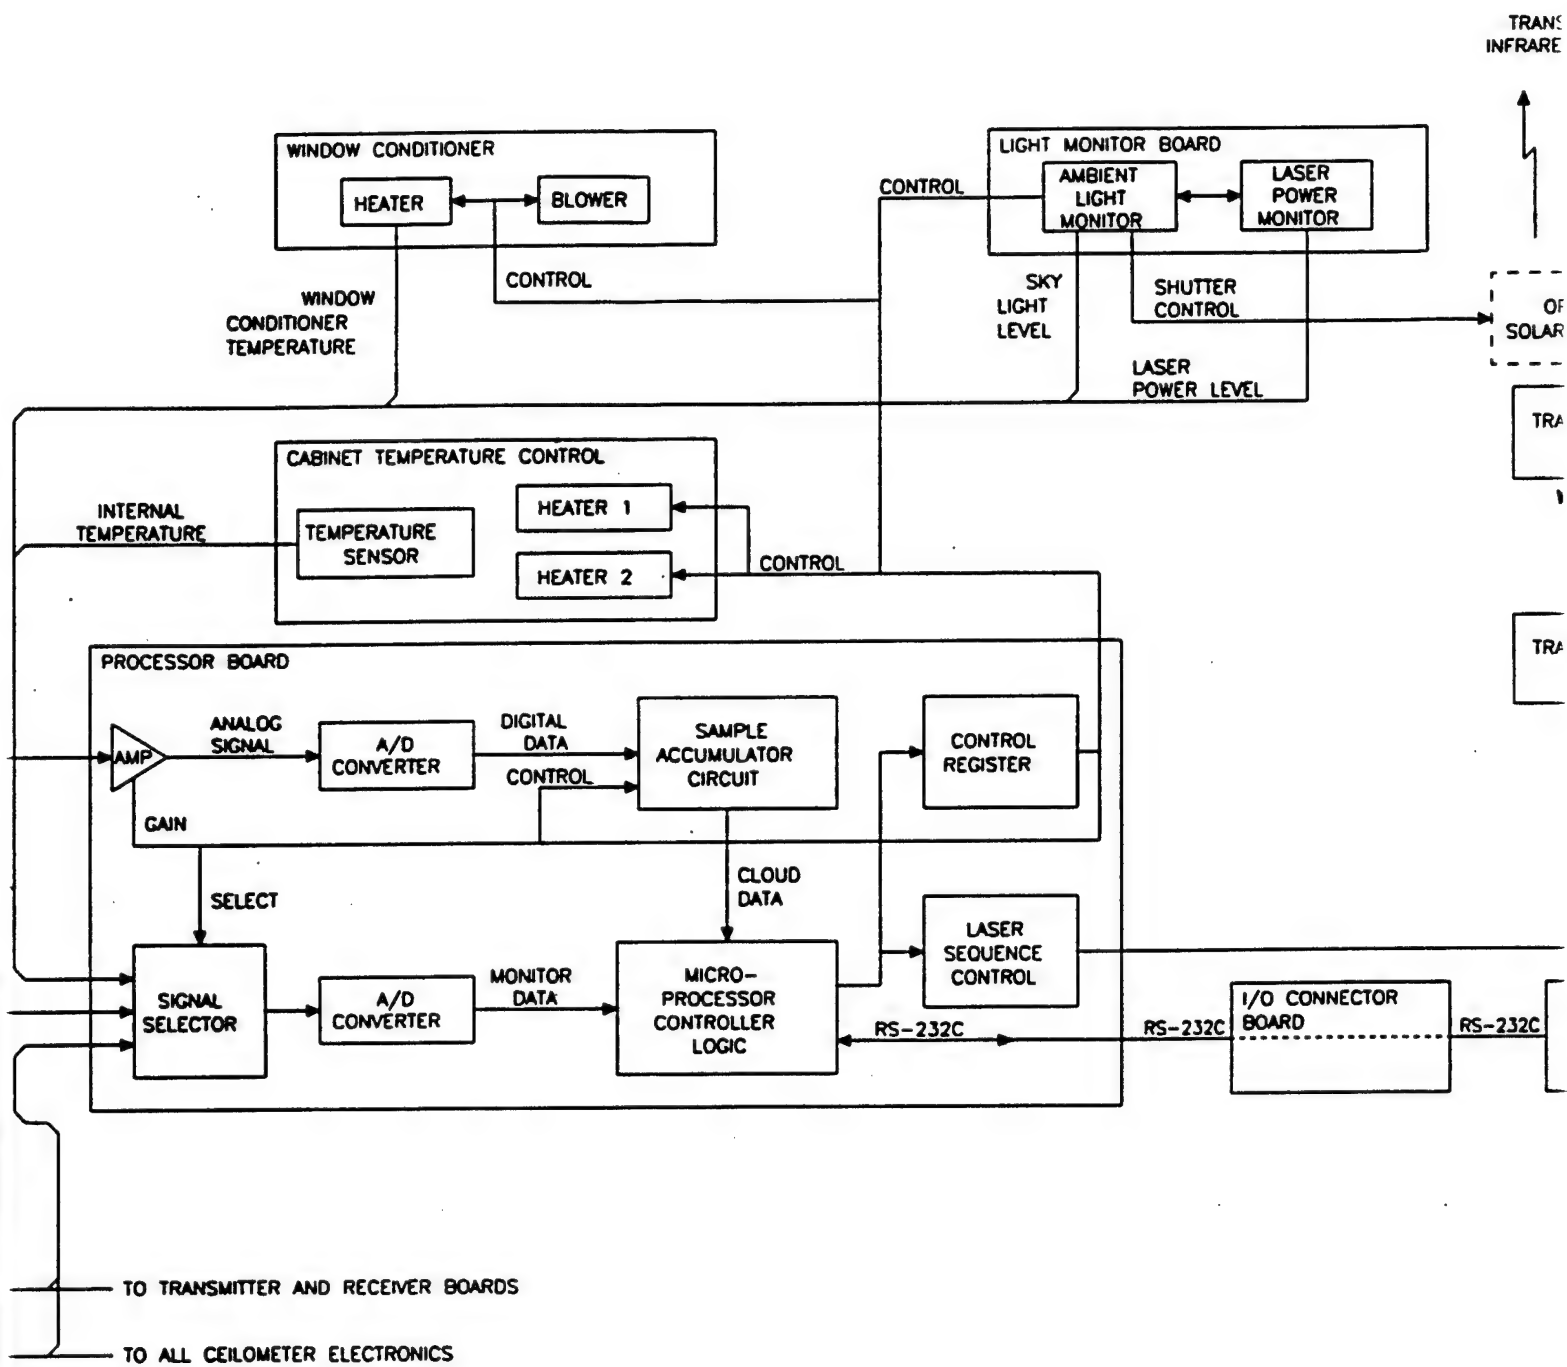 TRANS
INFRARE
WINDOW CONDITIONER
HEATER
BLOWER
LIGHT MONITOR BOARD
AMBIENT
LIGHT
MONITOR
LASER
POWER
MONITOR
CONTROL
CONTROL
WINDOW
CONDITIONER
TEMPERATURE
SKY
LIGHT
LEVEL
SHUTTER
CONTROL
SOLAR
LASER
POWER LEVEL
TRA
CABINET TEMPERATURE CONTROL
INTERNAL
TEMPERATURE
TEMPERATURE
SENSOR
HEATER 1
HEATER 2
CONTROL
TRA
PROCESSOR BOARD
AMP
ANALOG
SIGNAL
A/D
CONVERTER
DIGITAL
DATA
CONTROL
SAMPLE
ACCUMULATOR
CIRCUIT
CONTROL
REGISTER
GAIN
SELECT
CLOUD
DATA
SIGNAL
SELECTOR
A/D
CONVERTER
MONITOR
DATA
MICRO-
PROCESSOR
CONTROLLER
LOGIC
LASER
SEQUENCE
CONTROL
RS-232C
RS-232C
I/O CONNECTOR
BOARD
RS-232C
TO TRANSMITTER AND RECEIVER BOARDS
TO ALL CEILOMETER ELECTRONICS